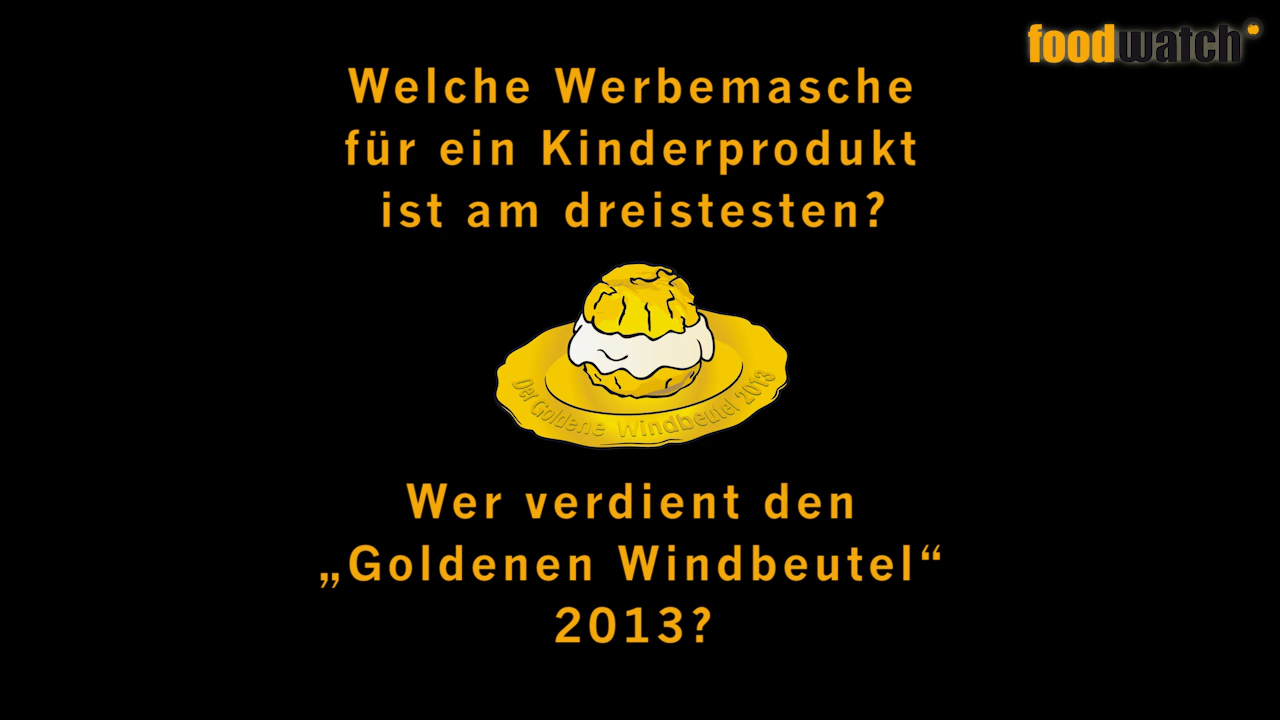 foodwatch
Welche Werbemasche
für ein Kinderprodukt
ist am dreistesten?
Der Goldene Windbeutel 2013
Wer verdient den
„Goldenen Windbeutel“
2013?